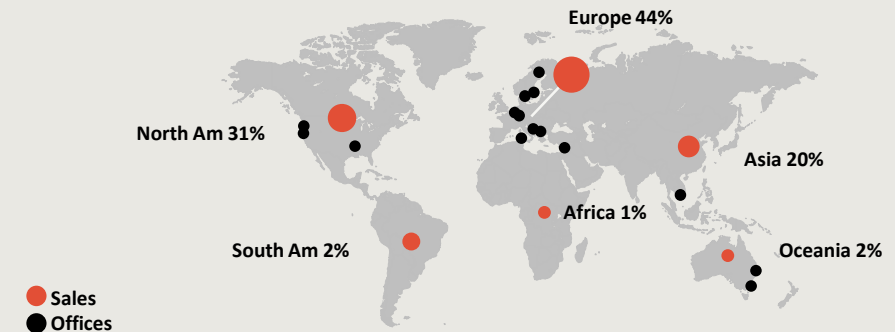 Europe 44%
North Am 31%
Asia 20%
Africa 1%
South Am 2%
Oceania 2%
Sales
Offices